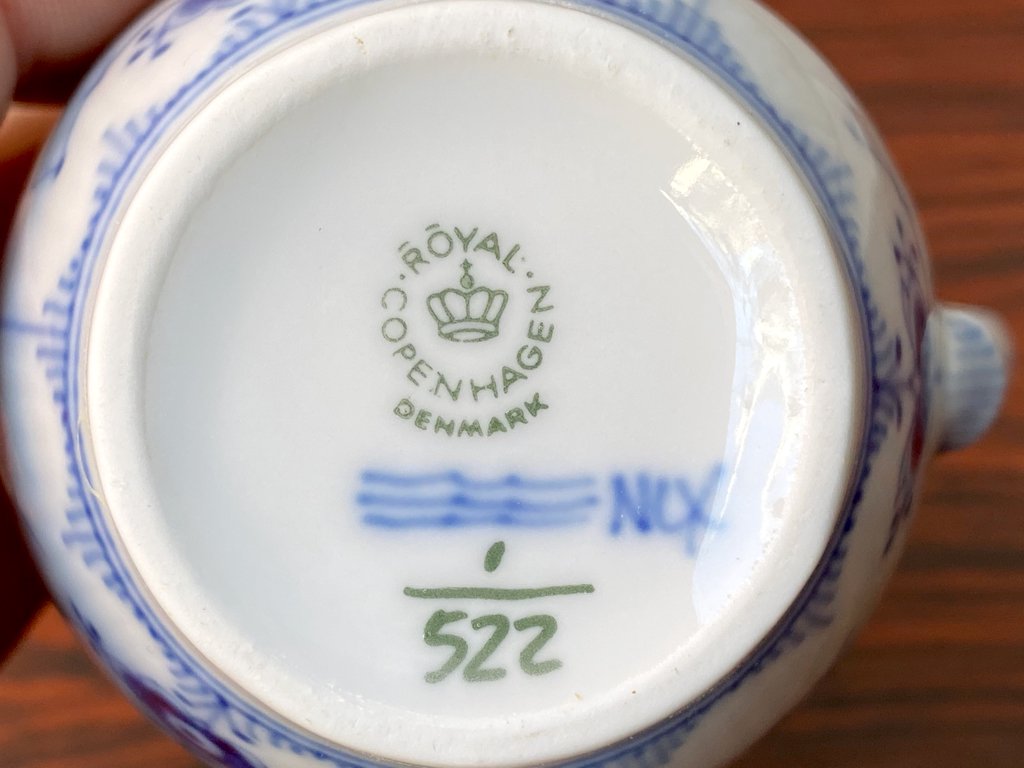 ROYAL
COPENHAGEN
DENMARK
1
522